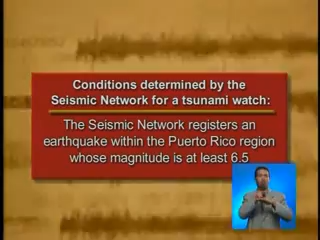 Conditions determined by the
Seismic Network for a tsunami watch:
The Seismic Network registers an
earthquake within the Puerto Rico region
whose magnitude is at least 6.5